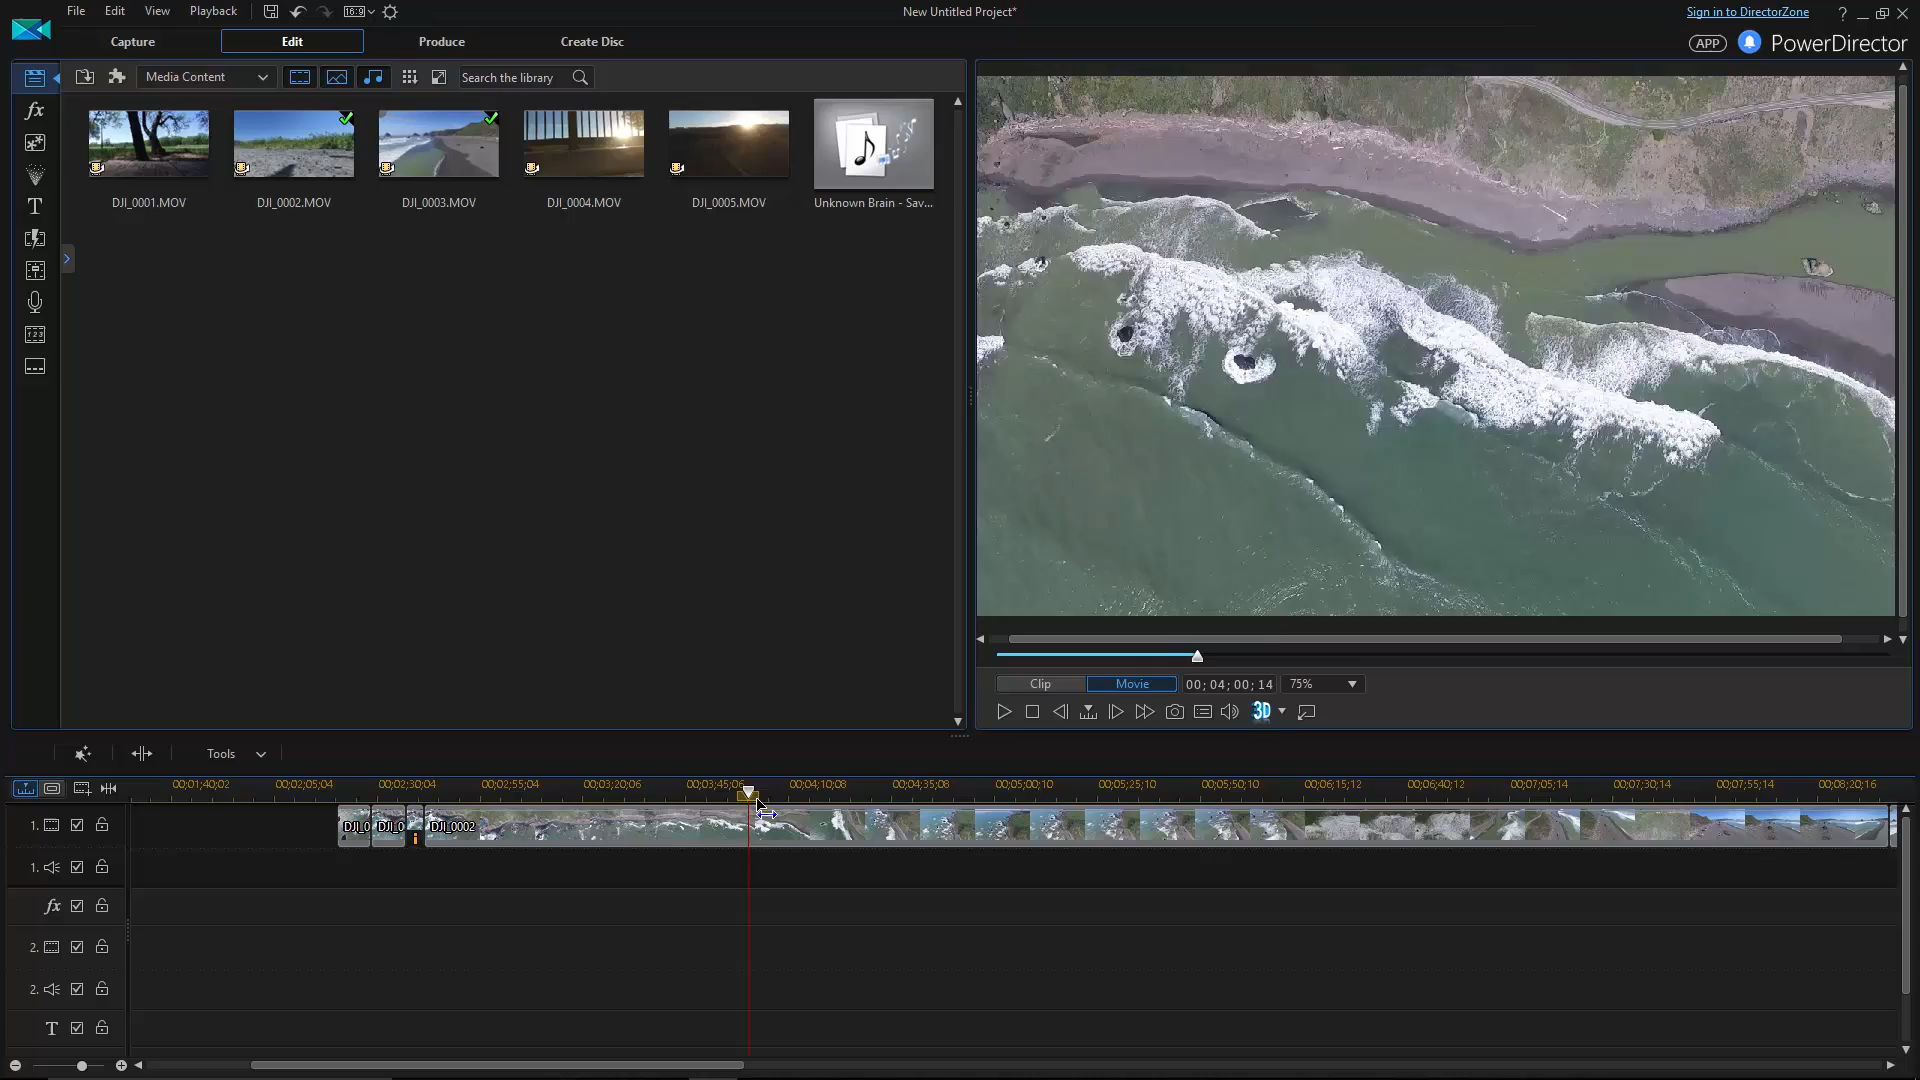 File Edit View Playback 16:9 New Untitled Project* Sign in to DirectorZone ?
Capture Edit Produce Create Disc APP PowerDirector
Media Content Search the library
DJI_0001.MOV DJI_0002.MOV DJI_0003.MOV DJI_0004.MOV DJI_0005.MOV Unknown Brain - Sav...
fx
T
Clip Movie 00; 04; 00; 14 75%
3D
Tools
00;01;40;02 00;02;05;04 00;02;30;04 00;02;55;04 00;03;20;06 00;03;45;06 00;04;10;08 00;04;35;08 00;05;00;10 00;05;25;10 00;05;50;10 00;06;15;12 00;06;40;12 00;07;05;14 00;07;30;14 00;07;55;14 00;08;20;16
1. DJI_0 DJI_0 i DJI_0002
1.
fx
2.
2.
T